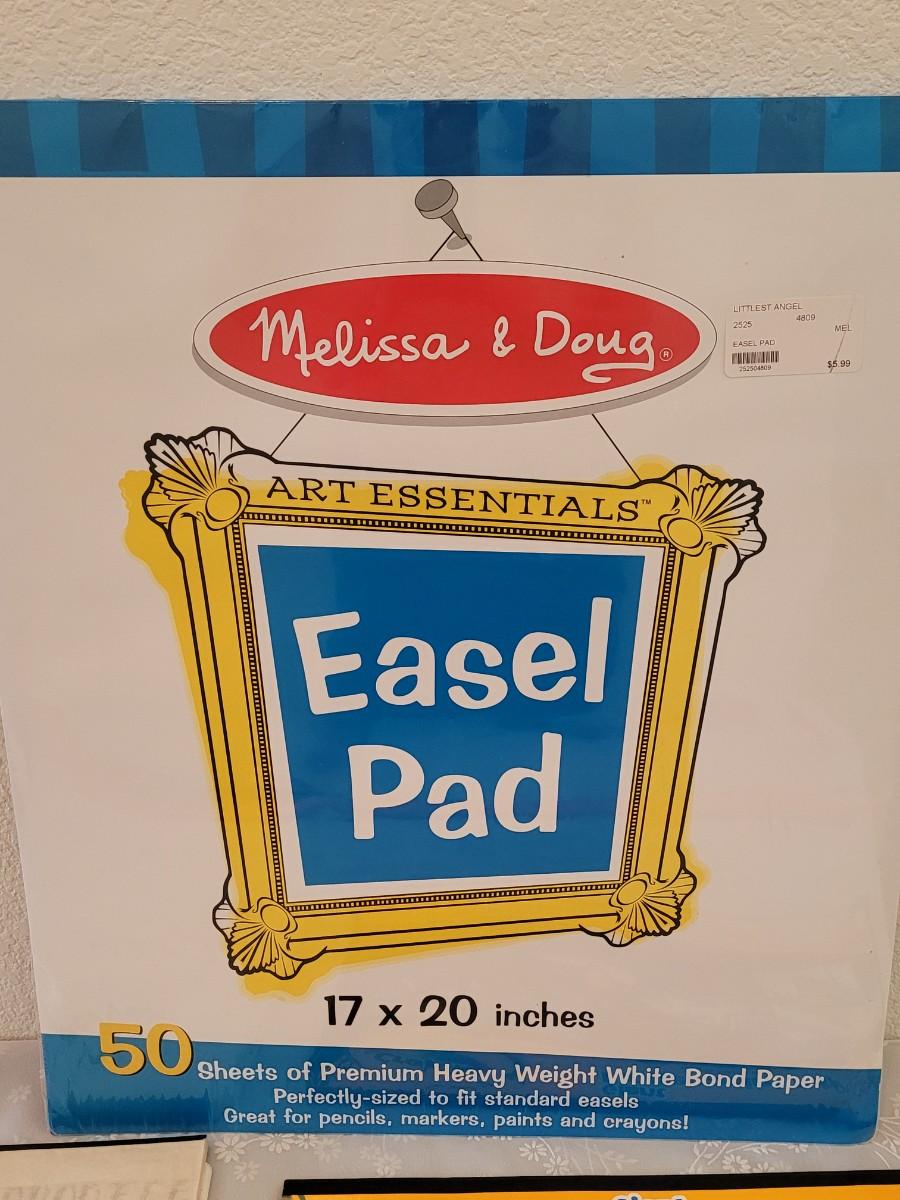 Melissa & Doug®
LITTLEST ANGEL
2525 4809
MEL
EASEL PAD
252504809
$5.99
ART ESSENTIALS™
Easel
Pad
17 x 20 inches
50 Sheets of Premium Heavy Weight White Bond Paper
Perfectly-sized to fit standard easels
Great for pencils, markers, paints and crayons!